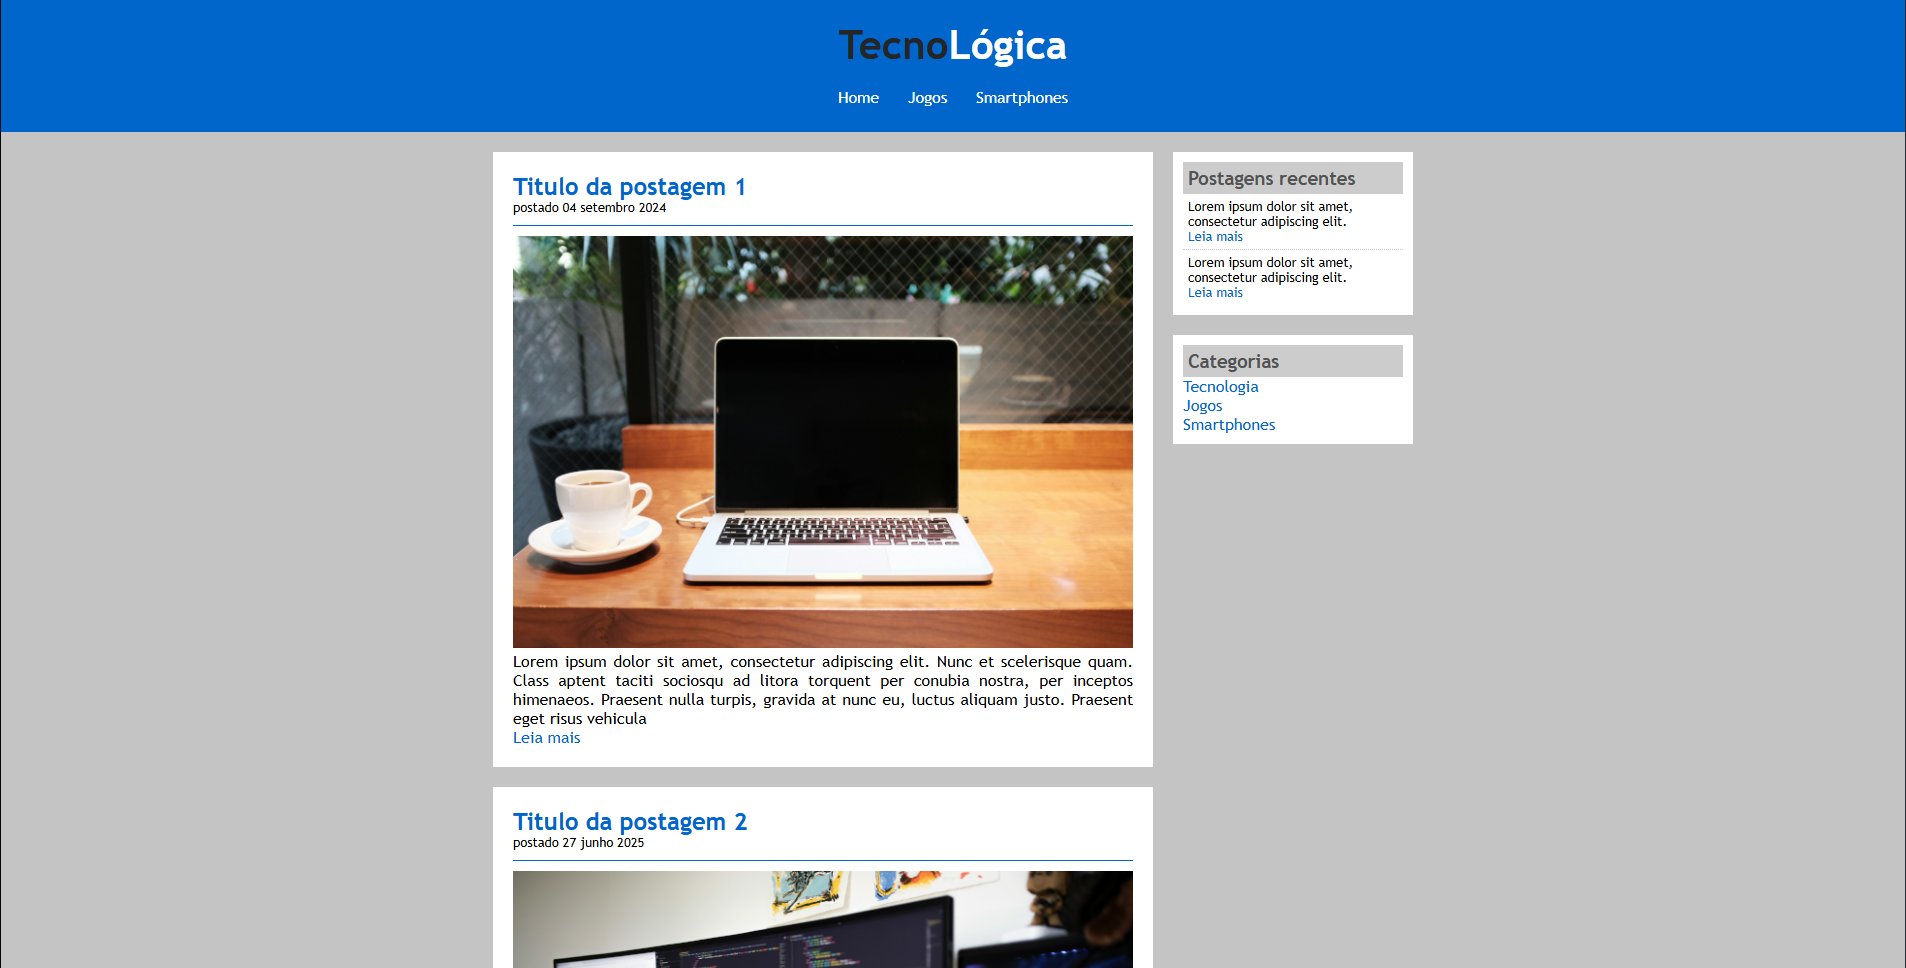 TecnoLógica
Home Jogos Smartphones
Titulo da postagem 1
postado 04 setembro 2024
Lorem ipsum dolor sit amet, consectetur adipiscing elit. Nunc et scelerisque quam.
Class aptent taciti sociosqu ad litora torquent per conubia nostra, per inceptos
himenaeos. Praesent nulla turpis, gravida at nunc eu, luctus aliquam justo. Praesent
eget risus vehicula
Leia mais
Titulo da postagem 2
postado 27 junho 2025
Postagens recentes
Lorem ipsum dolor sit amet,
consectetur adipiscing elit.
Leia mais
Lorem ipsum dolor sit amet,
consectetur adipiscing elit.
Leia mais
Categorias
Tecnologia
Jogos
Smartphones